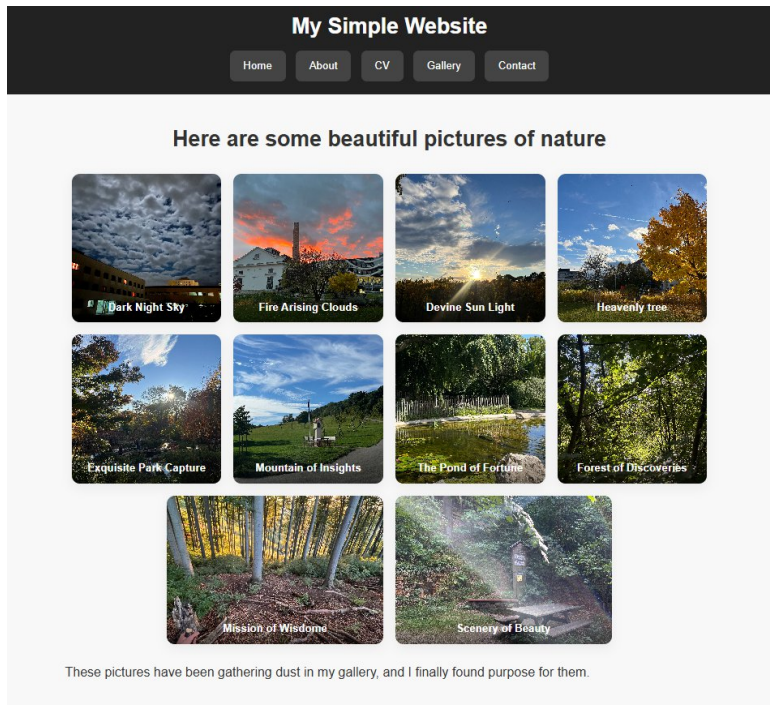 My Simple Website
Home About CV Gallery Contact
Here are some beautiful pictures of nature
Dark Night Sky Fire Arising Clouds Devine Sun Light Heavenly tree
Exquisite Park Capture Mountain of Insights The Pond of Fortune Forest of Discoveries
Mission of Wisdome Scenery of Beauty
These pictures have been gathering dust in my gallery, and I finally found purpose for them.